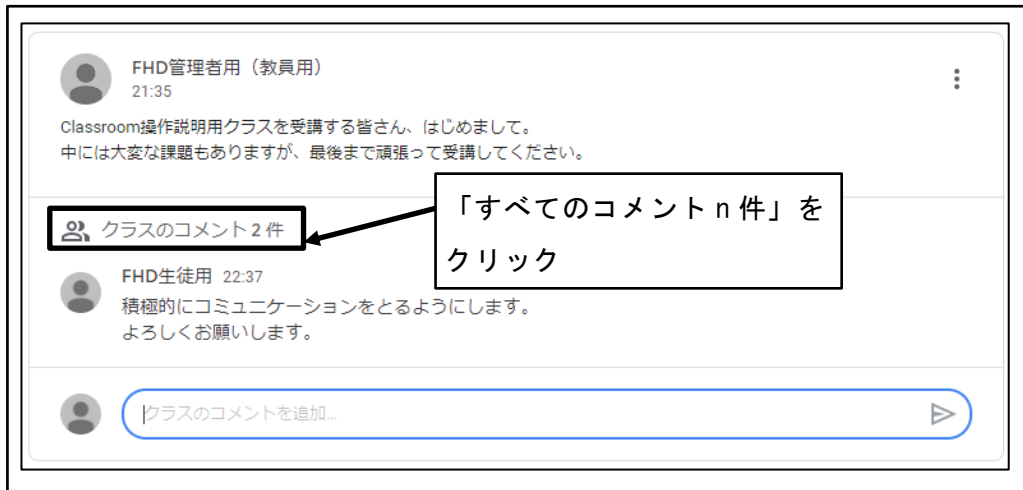 FHD管理者用（教員用）
21:35
Classroom操作説明用クラスを受講する皆さん、はじめまして。
中には大変な課題もありますが、最後まで頑張って受講してください。
「すべてのコメントｎ件」を
クリック
クラスのコメント 2 件
FHD生徒用 22:37
積極的にコミュニケーションをとるようにします。
よろしくお願いします。
クラスのコメントを追加...